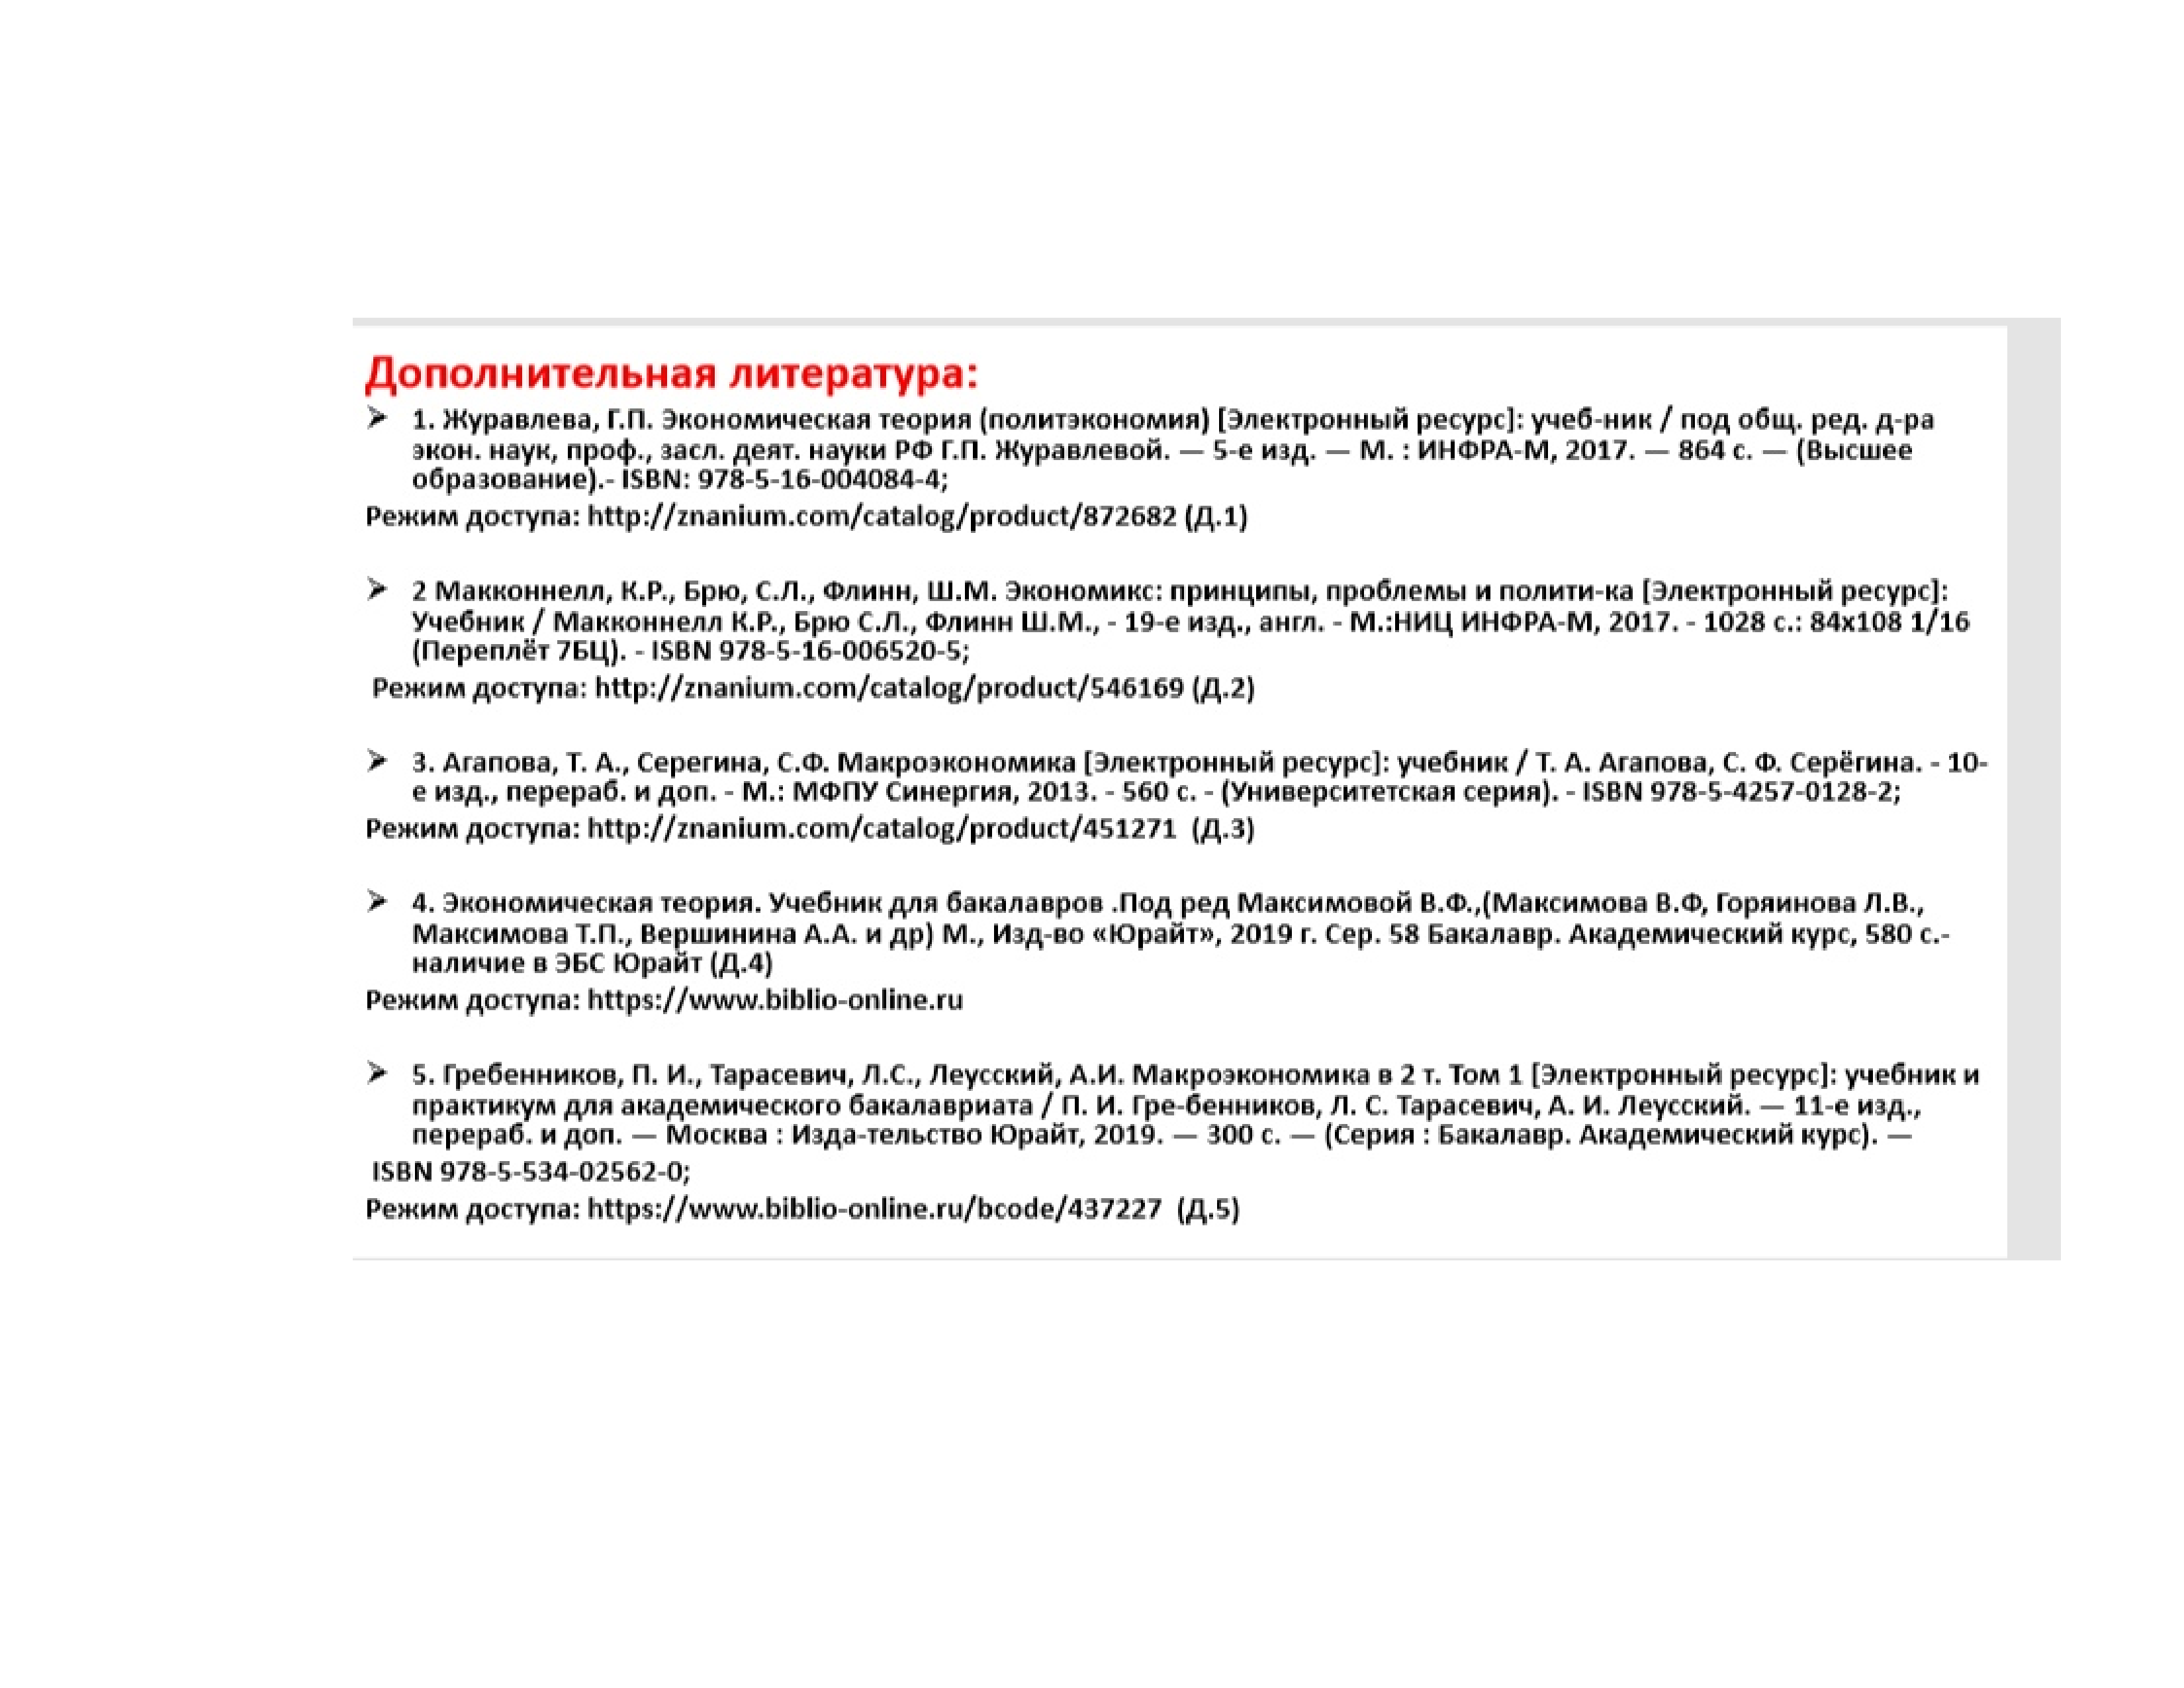 Дополнительная литература:
➢ 1. Журавлева, Г.П. Экономическая теория (политэкономия) [Электронный ресурс]: учеб-ник / под общ. ред. д-ра
экон. наук, проф., засл. деят. науки РФ Г.П. Журавлевой. — 5-е изд. — М. : ИНФРА-М, 2017. — 864 с. — (Высшее
образование).- ISBN: 978-5-16-004084-4;
Режим доступа: http://znanium.com/catalog/product/872682 (Д.1)
➢ 2 Макконнелл, К.Р., Брю, С.Л., Флинн, Ш.М. Экономикс: принципы, проблемы и полити-ка [Электронный ресурс]:
Учебник / Макконнелл К.Р., Брю С.Л., Флинн Ш.М., - 19-е изд., англ. - М.:НИЦ ИНФРА-М, 2017. - 1028 с.: 84x108 1/16
(Переплёт 7БЦ). - ISBN 978-5-16-006520-5;
Режим доступа: http://znanium.com/catalog/product/546169 (Д.2)
➢ 3. Агапова, Т. А., Серегина, С.Ф. Макроэкономика [Электронный ресурс]: учебник / Т. А. Агапова, С. Ф. Серёгина. - 10-
е изд., перераб. и доп. - М.: МФПУ Синергия, 2013. - 560 с. - (Университетская серия). - ISBN 978-5-4257-0128-2;
Режим доступа: http://znanium.com/catalog/product/451271 (Д.3)
➢ 4. Экономическая теория. Учебник для бакалавров .Под ред Максимовой В.Ф.,(Максимова В.Ф, Горяинова Л.В.,
Максимова Т.П., Вершинина А.А. и др) М., Изд-во «Юрайт», 2019 г. Сер. 58 Бакалавр. Академический курс, 580 с.-
наличие в ЭБС Юрайт (Д.4)
Режим доступа: https://www.biblio-online.ru
➢ 5. Гребенников, П. И., Тарасевич, Л.С., Леусский, А.И. Макроэкономика в 2 т. Том 1 [Электронный ресурс]: учебник и
практикум для академического бакалавриата / П. И. Гре-бенников, Л. С. Тарасевич, А. И. Леусский. — 11-е изд.,
перераб. и доп. — Москва : Изда-тельство Юрайт, 2019. — 300 с. — (Серия : Бакалавр. Академический курс). —
ISBN 978-5-534-02562-0;
Режим доступа: https://www.biblio-online.ru/bcode/437227 (Д.5)